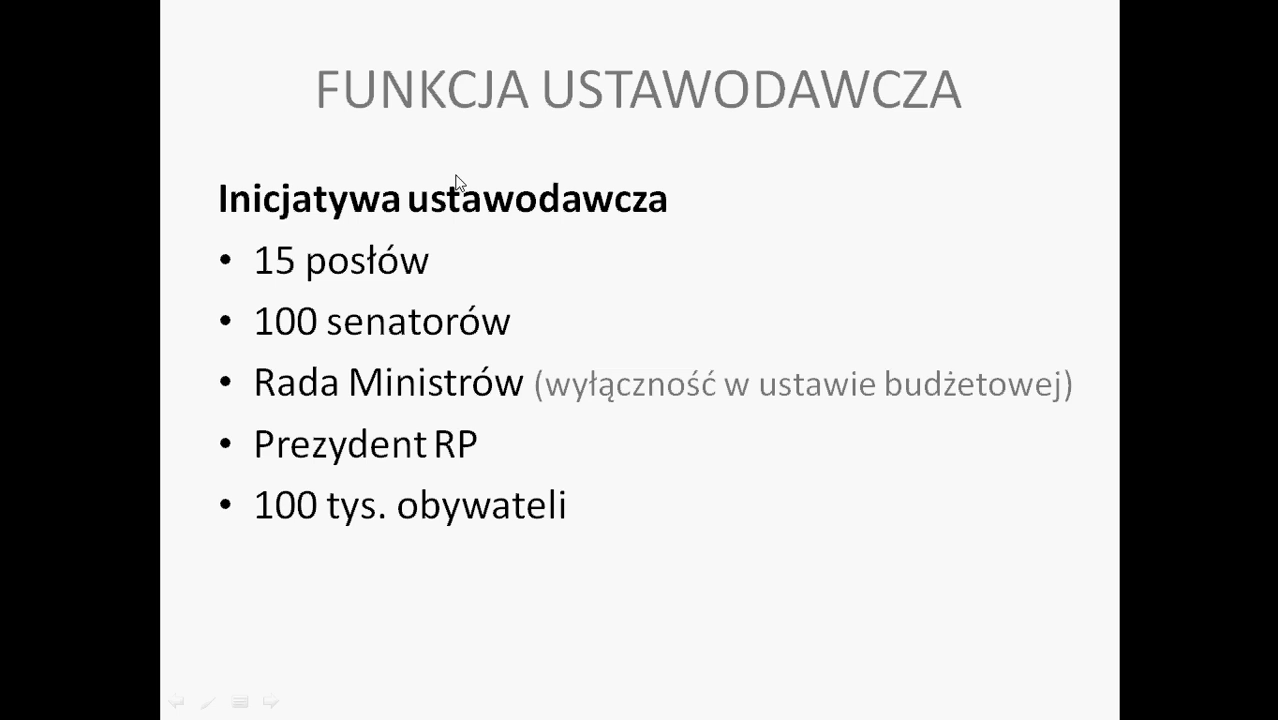 FUNKCJA USTAWODAWCZA
Inicjatywa ustawodawcza
• 15 posłów
• 100 senatorów
• Rada Ministrów (wyłączność w ustawie budżetowej)
• Prezydent RP
• 100 tys. obywateli